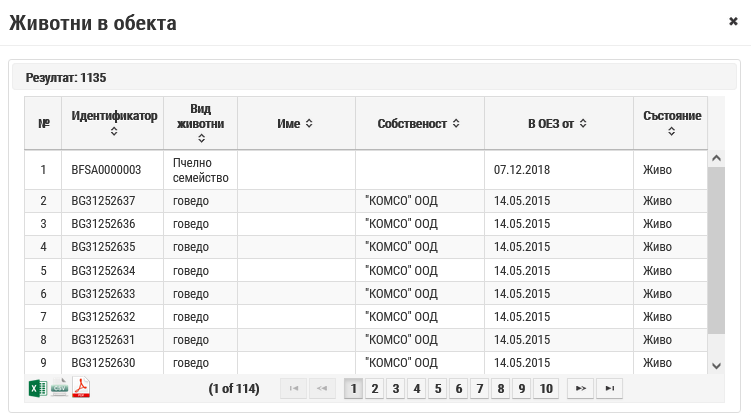 Животни в обекта
Резултат: 1135
№ Идентификатор Вид животни Име Собственост В ОЕЗ от Състояние
1 BFSA0000003 Пчелно семейство 07.12.2018 Живо
2 BG31252637 говедо "КОМСО" ООД 14.05.2015 Живо
3 BG31252636 говедо "КОМСО" ООД 14.05.2015 Живо
4 BG31252635 говедо "КОМСО" ООД 14.05.2015 Живо
5 BG31252634 говедо "КОМСО" ООД 14.05.2015 Живо
6 BG31252633 говедо "КОМСО" ООД 14.05.2015 Живо
7 BG31252632 говедо "КОМСО" ООД 14.05.2015 Живо
8 BG31252631 говедо "КОМСО" ООД 14.05.2015 Живо
9 BG31252630 говедо "КОМСО" ООД 14.05.2015 Живо
(1 of 114) 1 2 3 4 5 6 7 8 9 10